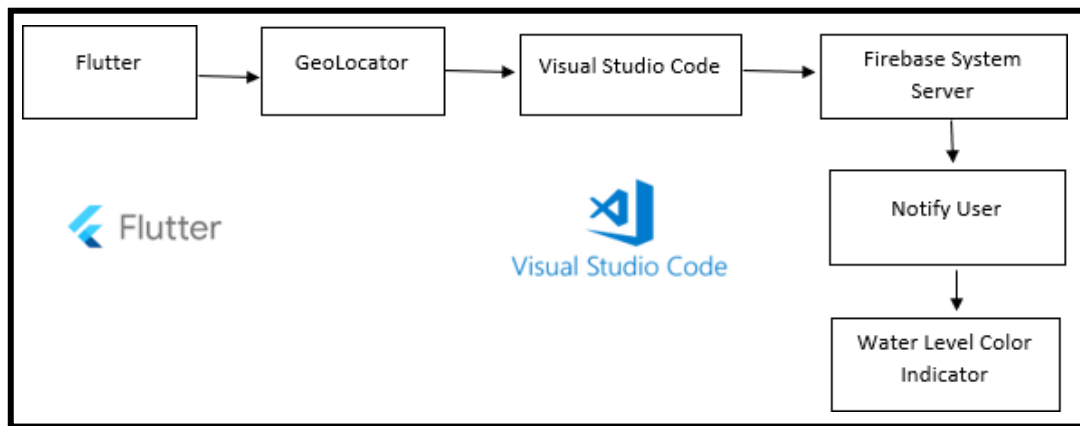 Flutter
GeoLocator
Visual Studio Code
Firebase System
Server
Notify User
Flutter
Visual Studio Code
Water Level Color
Indicator